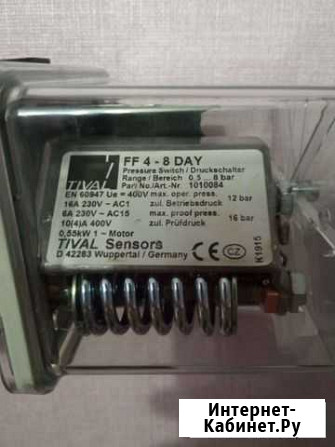 TIVAL
FF 4 - 8 DAY
Pressure Switch / Druckschalter
Range / Bereich 0,5 ... 8 bar
Part No./Art.-Nr. 1010084
EN 60947 Ue = 400V max. oper. press. 12 bar
16A 230V ~ AC1 zul. Betriebsdruck
6A 230V ~ AC15 max. proof press. 16 bar
10(4)A 400V zul. Prüfdruck
0,55kW 1 ~ Motor
TIVAL Sensors
D 42283 Wuppertal / Germany
CE
CZ
K1915
Интернет-
Кабинет.Ру